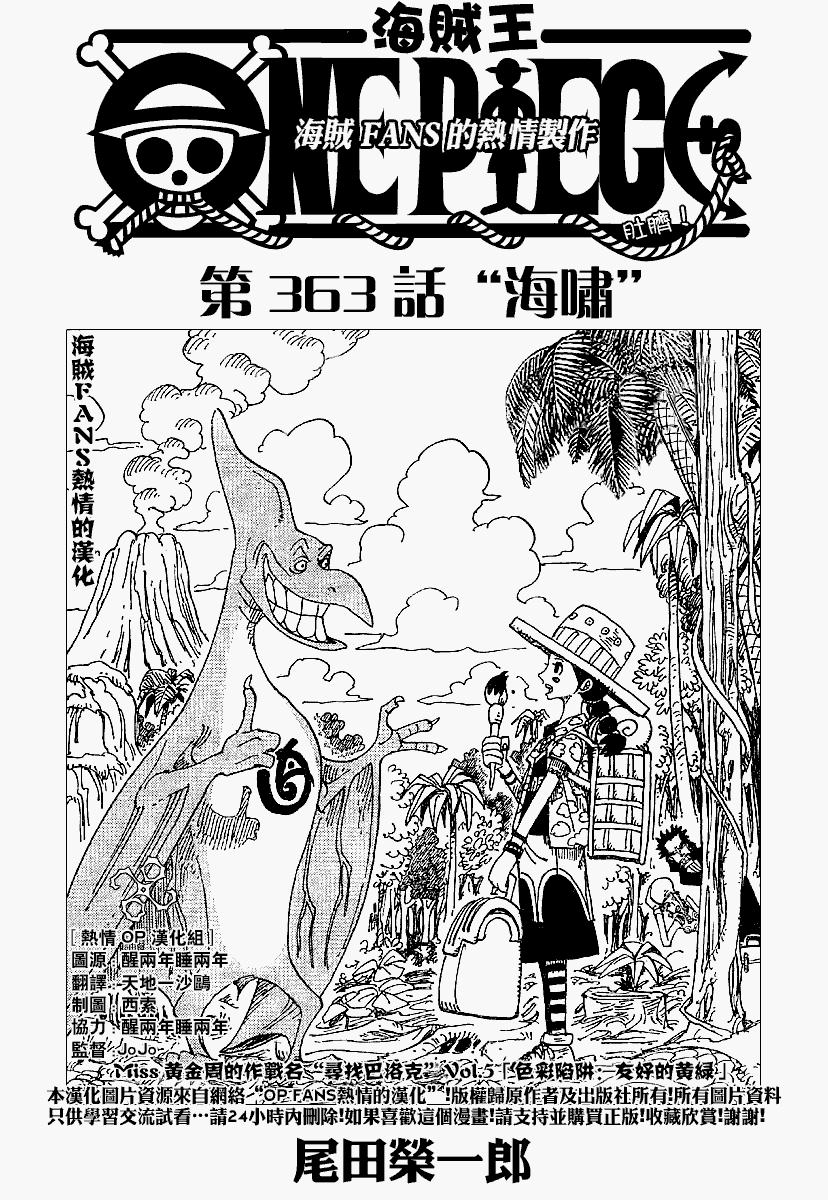 海賊王
ONE PIECE
海賊 FANS 的熱情製作
肚臍！
第 363 話 “海嘯”
海賊FANS熱情的漢化
［ 熱情 OP 漢化組］
圖源：醒兩年睡兩年
翻譯：天地一沙鷗
制圖：西索
協力：醒兩年睡兩年
監督：JoJo
Miss 黃金周的作戰名 “尋找巴洛克” Vol.5「色彩陷阱：友好的黃綠」
本漢化圖片資源來自網絡 “OP FANS熱情的漢化” !版權歸原作者及出版社所有!所有圖片資料
只供學習交流試看…請24小時內刪除!如果喜歡這個漫畫!請支持並購買正版!收藏欣賞!謝謝!
尾田榮一郎